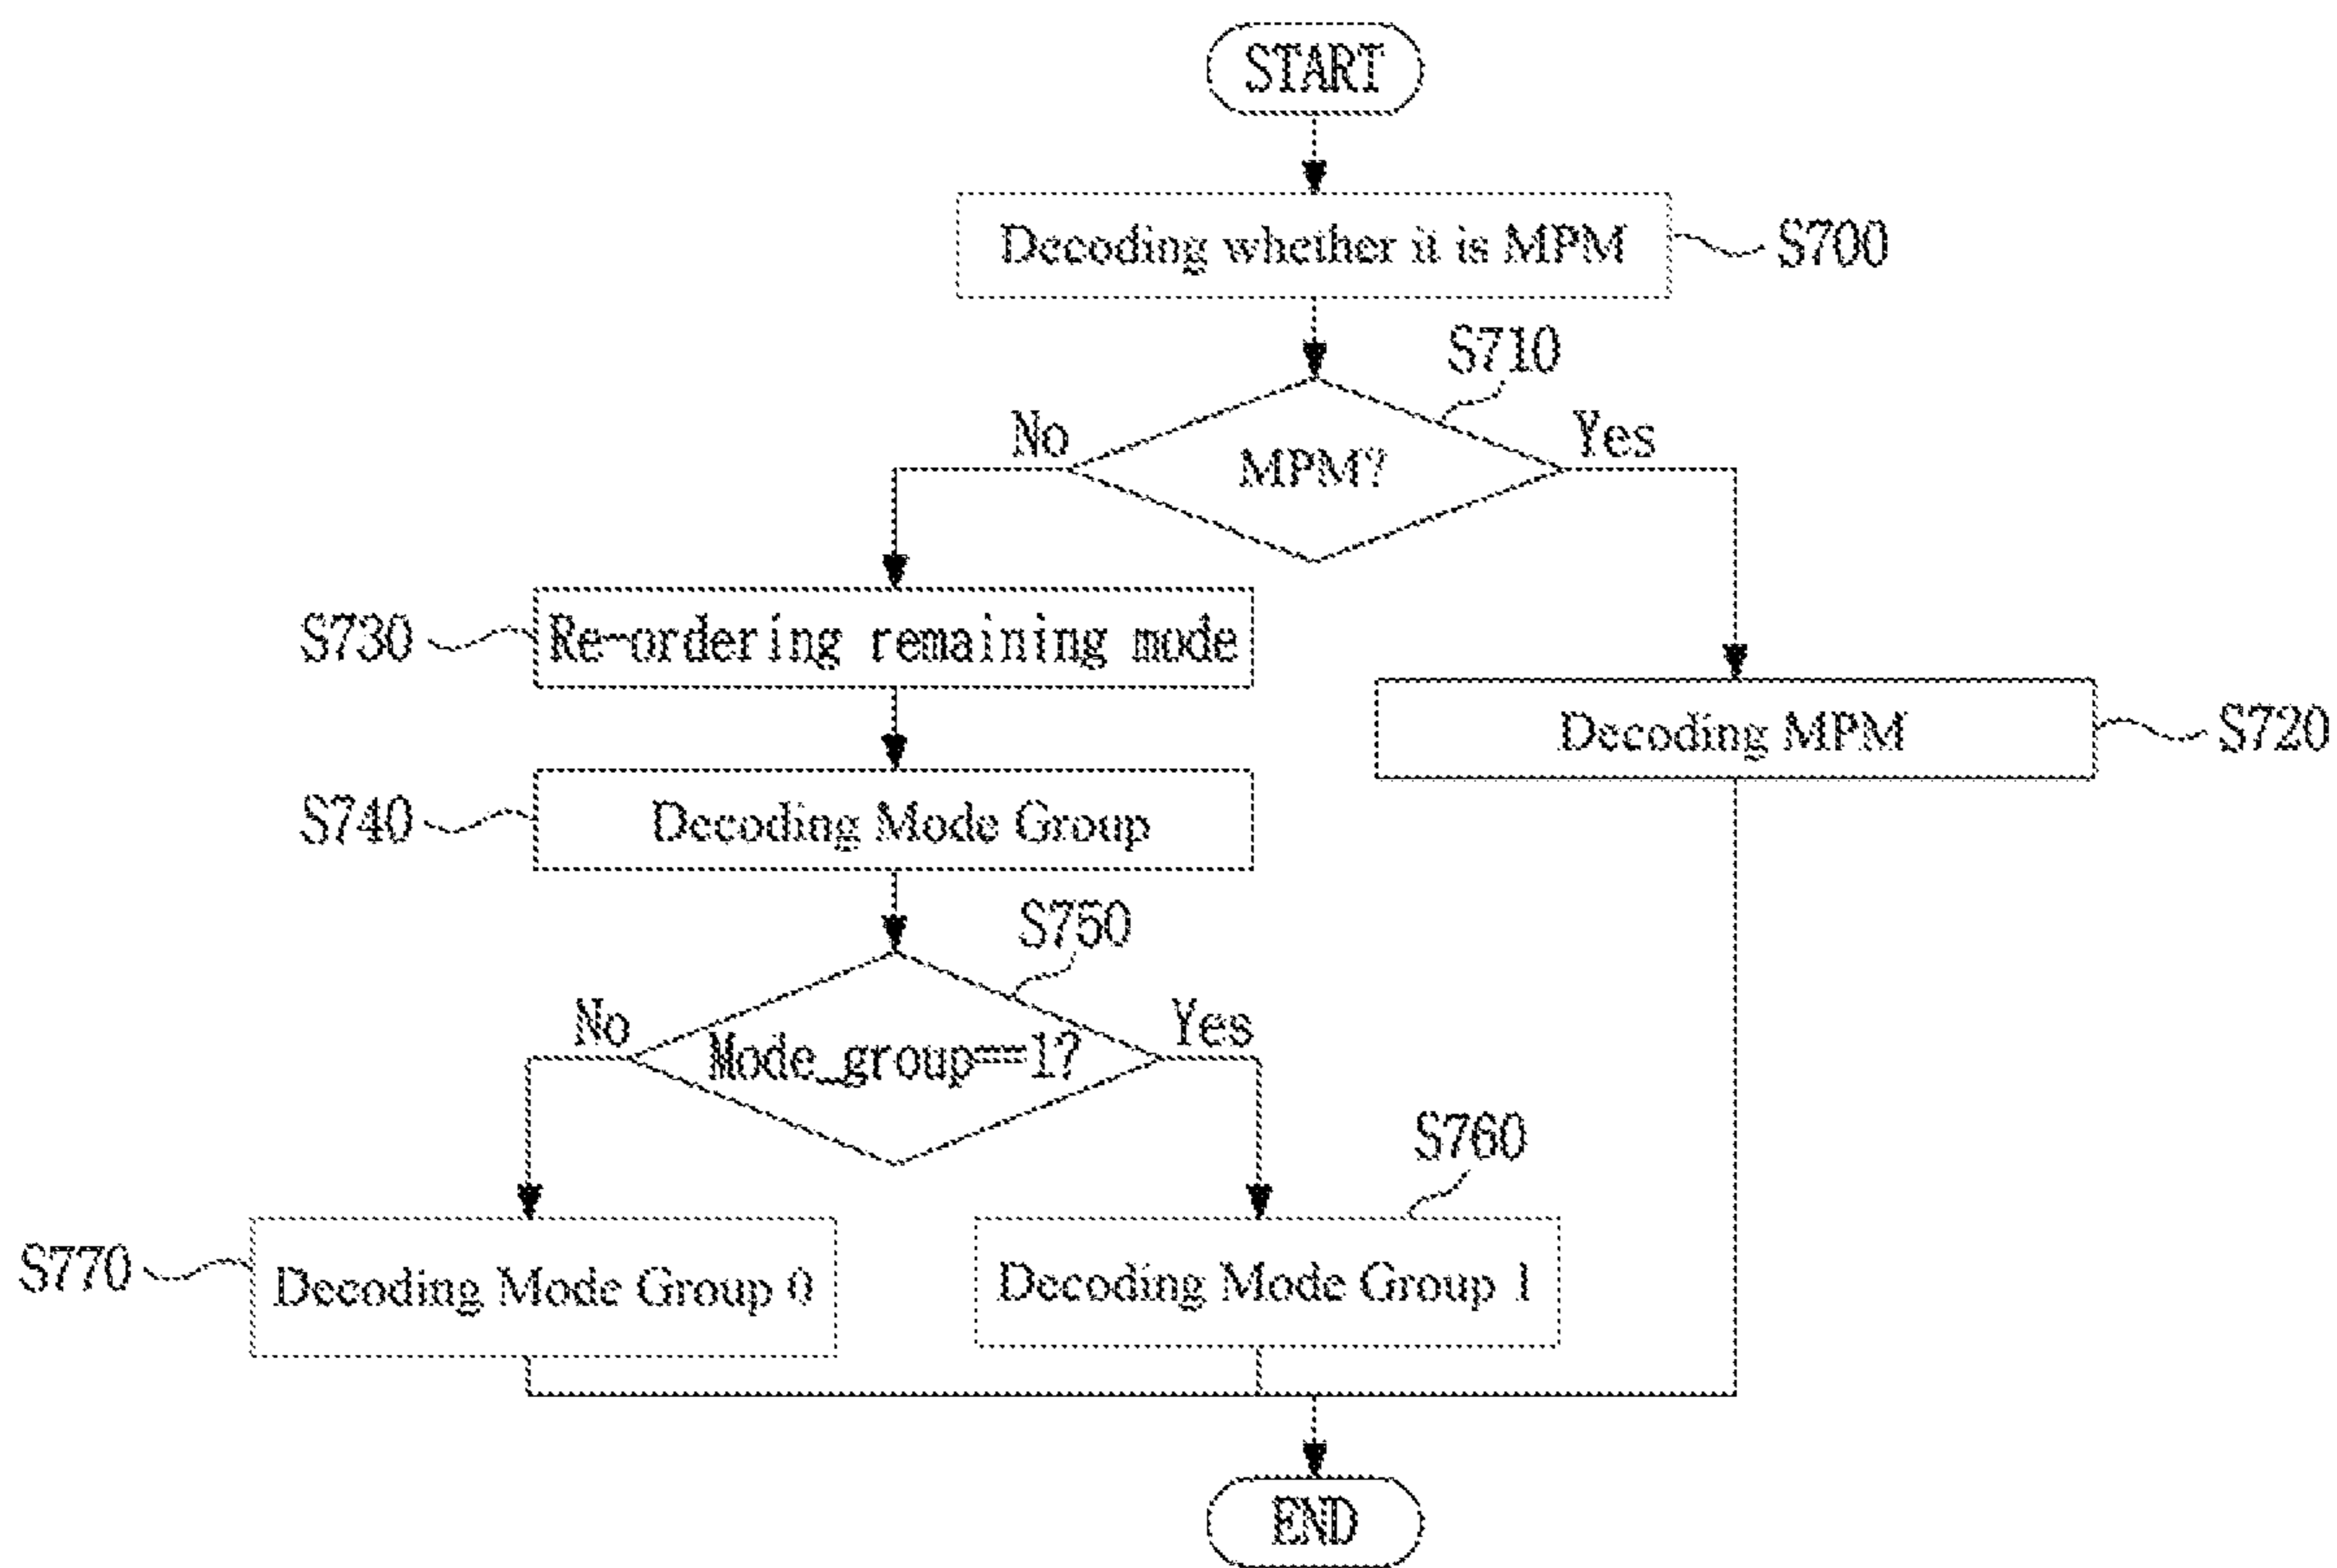 START
Decoding whether it is MPM
S700
S710
No
Yes
MPM?
S730
Re-ordering remaining mode
Decoding MPM
S720
S740
Decoding Mode Group
S750
No
Yes
Mode_group==1?
S760
S770
Decoding Mode Group 0
Decoding Mode Group 1
END